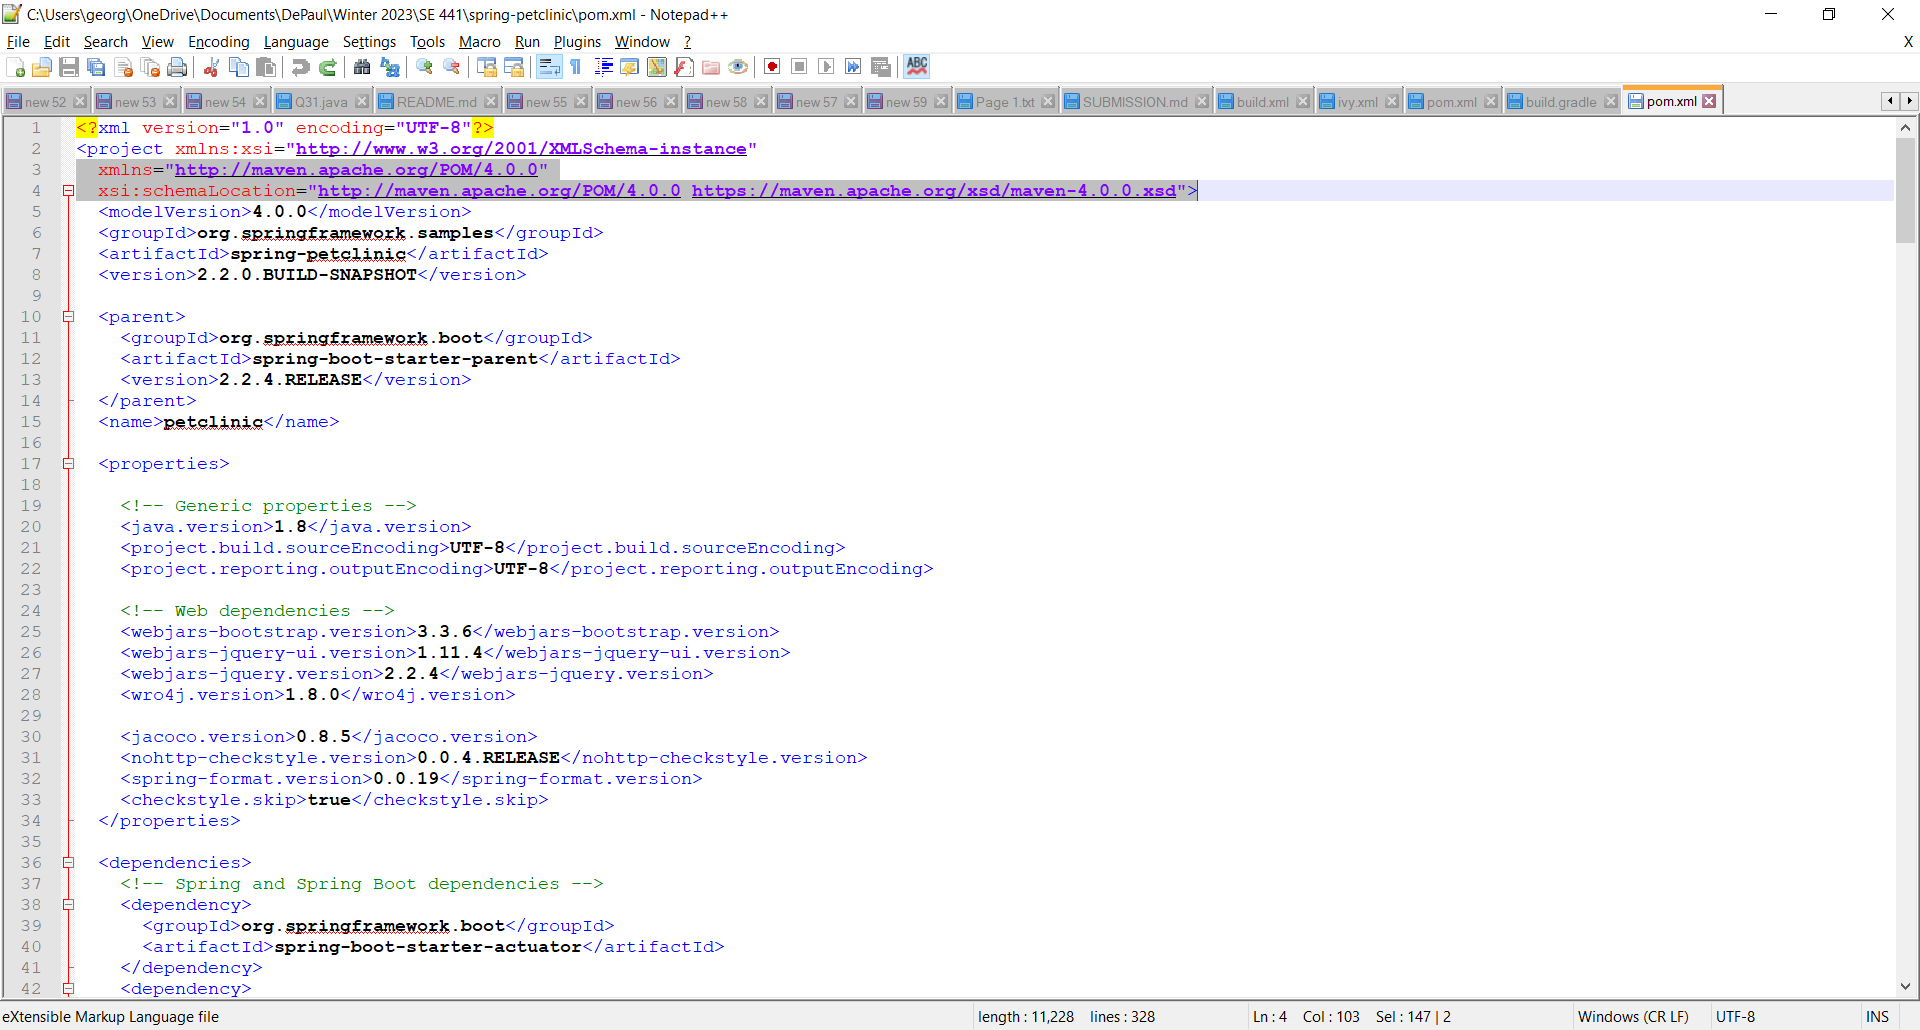 C:\Users\georg\OneDrive\Documents\DePaul\Winter 2023\SE 441\spring-petclinic\pom.xml - Notepad++
File Edit Search View Encoding Language Settings Tools Macro Run Plugins Window ? X
ABC
new 52 new 53 new 54 Q31.java README.md new 55 new 56 new 58 new 57 new 59 Page 1.txt SUBMISSION.md build.xml ivy.xml pom.xml build.gradle pom.xml
1 <?xml version="1.0" encoding="UTF-8"?>
2 <project xmlns:xsi="http://www.w3.org/2001/XMLSchema-instance"
3 xmlns="http://maven.apache.org/POM/4.0.0"
4 xsi:schemaLocation="http://maven.apache.org/POM/4.0.0 https://maven.apache.org/xsd/maven-4.0.0.xsd">
5 <modelVersion>4.0.0</modelVersion>
6 <groupId>org.springframework.samples</groupId>
7 <artifactId>spring-petclinic</artifactId>
8 <version>2.2.0.BUILD-SNAPSHOT</version>
9
10 <parent>
11 <groupId>org.springframework.boot</groupId>
12 <artifactId>spring-boot-starter-parent</artifactId>
13 <version>2.2.4.RELEASE</version>
14 </parent>
15 <name>petclinic</name>
16
17 <properties>
18
19 <!-- Generic properties -->
20 <java.version>1.8</java.version>
21 <project.build.sourceEncoding>UTF-8</project.build.sourceEncoding>
22 <project.reporting.outputEncoding>UTF-8</project.reporting.outputEncoding>
23
24 <!-- Web dependencies -->
25 <webjars-bootstrap.version>3.3.6</webjars-bootstrap.version>
26 <webjars-jquery-ui.version>1.11.4</webjars-jquery-ui.version>
27 <webjars-jquery.version>2.2.4</webjars-jquery.version>
28 <wro4j.version>1.8.0</wro4j.version>
29
30 <jacoco.version>0.8.5</jacoco.version>
31 <nohttp-checkstyle.version>0.0.4.RELEASE</nohttp-checkstyle.version>
32 <spring-format.version>0.0.19</spring-format.version>
33 <checkstyle.skip>true</checkstyle.skip>
34 </properties>
35
36 <dependencies>
37 <!-- Spring and Spring Boot dependencies -->
38 <dependency>
39 <groupId>org.springframework.boot</groupId>
40 <artifactId>spring-boot-starter-actuator</artifactId>
41 </dependency>
42 <dependency>
eXtensible Markup Language file length : 11,228 lines : 328 Ln : 4 Col : 103 Sel : 147 | 2 Windows (CR LF) UTF-8 INS